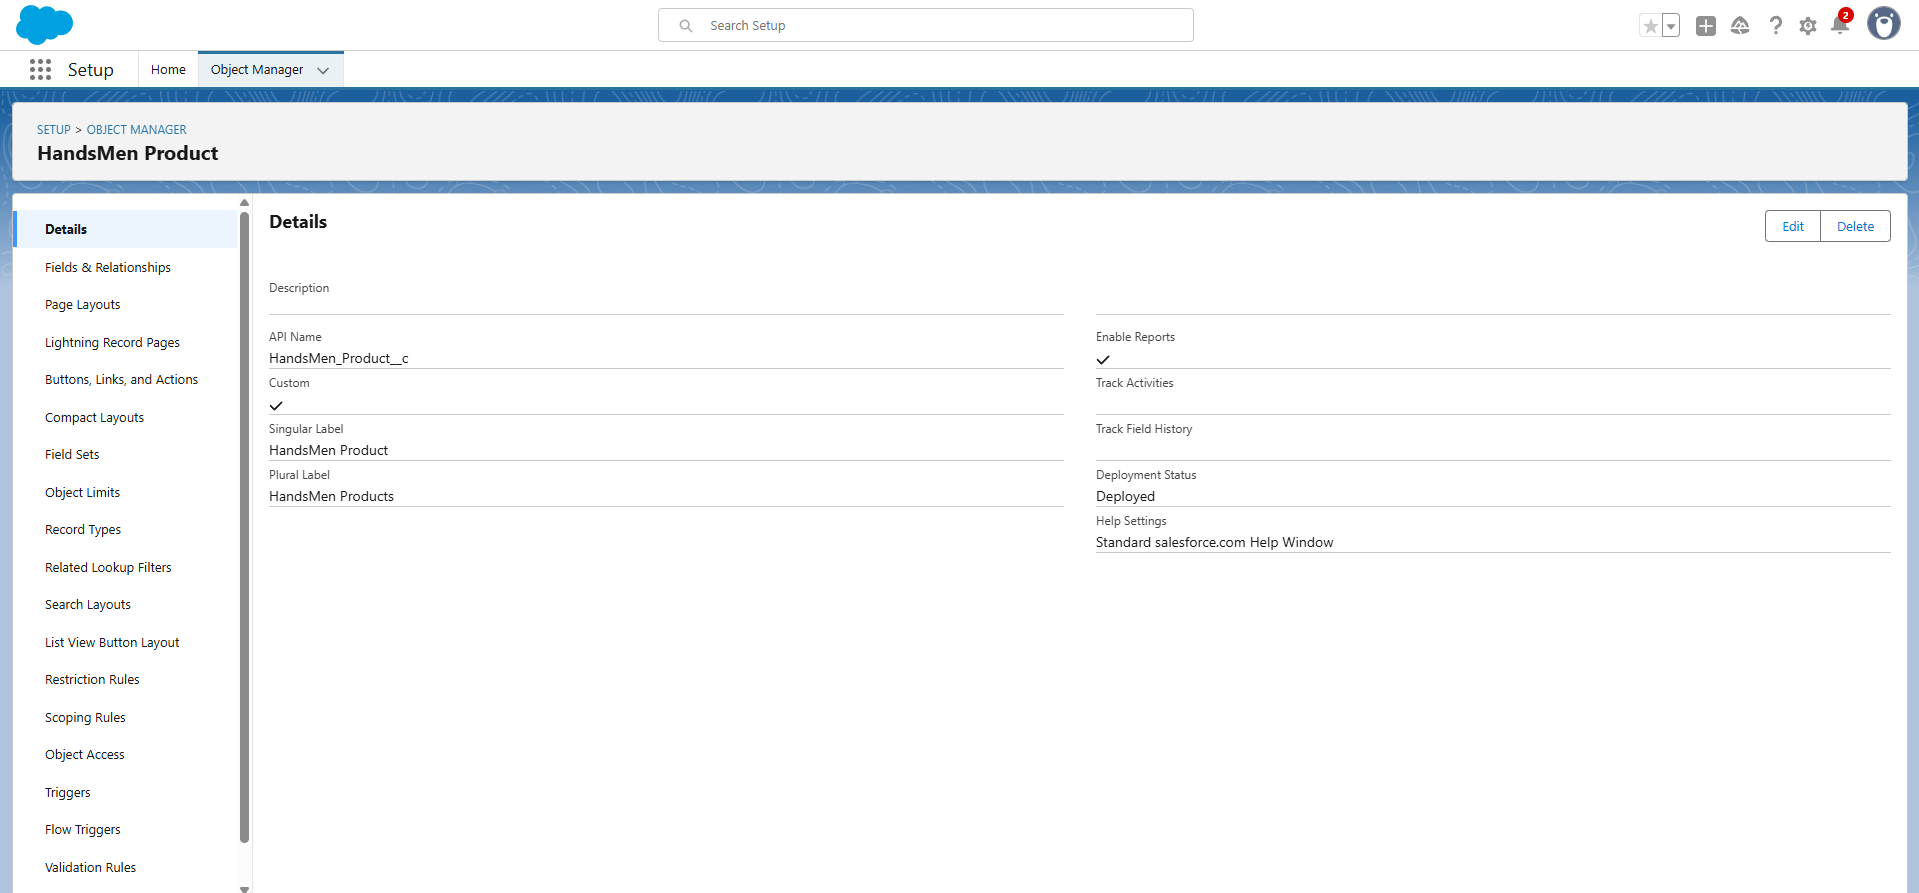 Search Setup
2
Setup
Home
Object Manager
SETUP > OBJECT MANAGER
HandsMen Product
Details
Fields & Relationships
Page Layouts
Lightning Record Pages
Buttons, Links, and Actions
Compact Layouts
Field Sets
Object Limits
Record Types
Related Lookup Filters
Search Layouts
List View Button Layout
Restriction Rules
Scoping Rules
Object Access
Triggers
Flow Triggers
Validation Rules
Details
Edit
Delete
Description
API Name
HandsMen_Product__c
Custom
Singular Label
HandsMen Product
Plural Label
HandsMen Products
Enable Reports
Track Activities
Track Field History
Deployment Status
Deployed
Help Settings
Standard salesforce.com Help Window